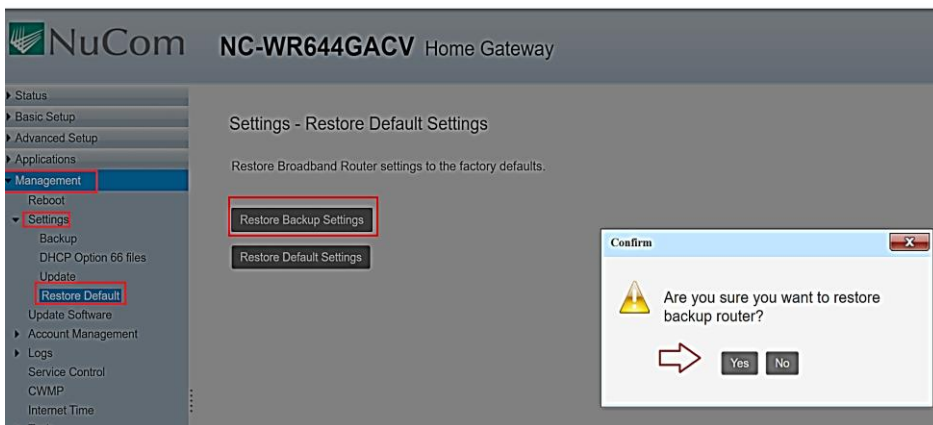 NuCom
NC-WR644GACV Home Gateway
Status
Basic Setup
Advanced Setup
Applications
Management
Reboot
Settings
Backup
DHCP Option 66 files
Update
Restore Default
Update Software
Account Management
Logs
Service Control
CWMP
Internet Time
Settings - Restore Default Settings
Restore Broadband Router settings to the factory defaults.
Restore Backup Settings
Restore Default Settings
Confirm
Are you sure you want to restore
backup router?
Yes No